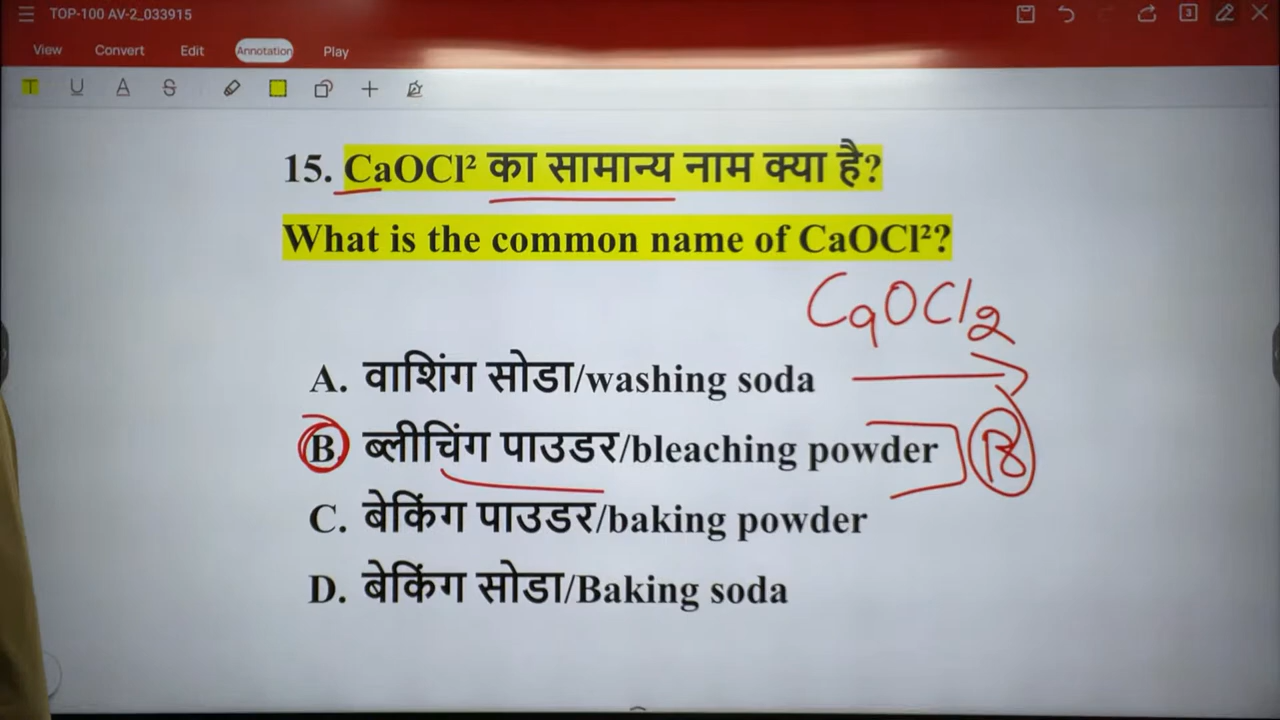 TOP-100 AV-2_033915
3
View Convert Edit Annotation Play
T U A S
15. CaOCl² का सामान्य नाम क्या है?
What is the common name of CaOCl²?
CaOCl2
A. वाशिंग सोडा/washing soda
B. ब्लीचिंग पाउडर/bleaching powder B
C. बेकिंग पाउडर/baking powder
D. बेकिंग सोडा/Baking soda